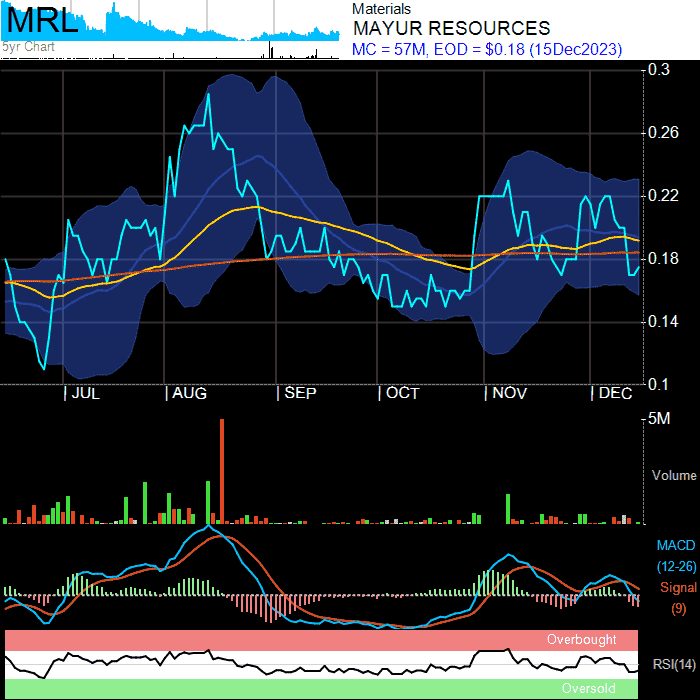 MRL
5yr Chart
Materials
MAYUR RESOURCES
MC = 57M, EOD = $0.18 (15Dec2023)
0.3
0.26
0.22
0.18
0.14
0.1
| JUL
| AUG
| SEP
| OCT
| NOV
| DEC
5M
Volume
MACD
(12-26)
Signal
(9)
Overbought
RSI(14)
Oversold